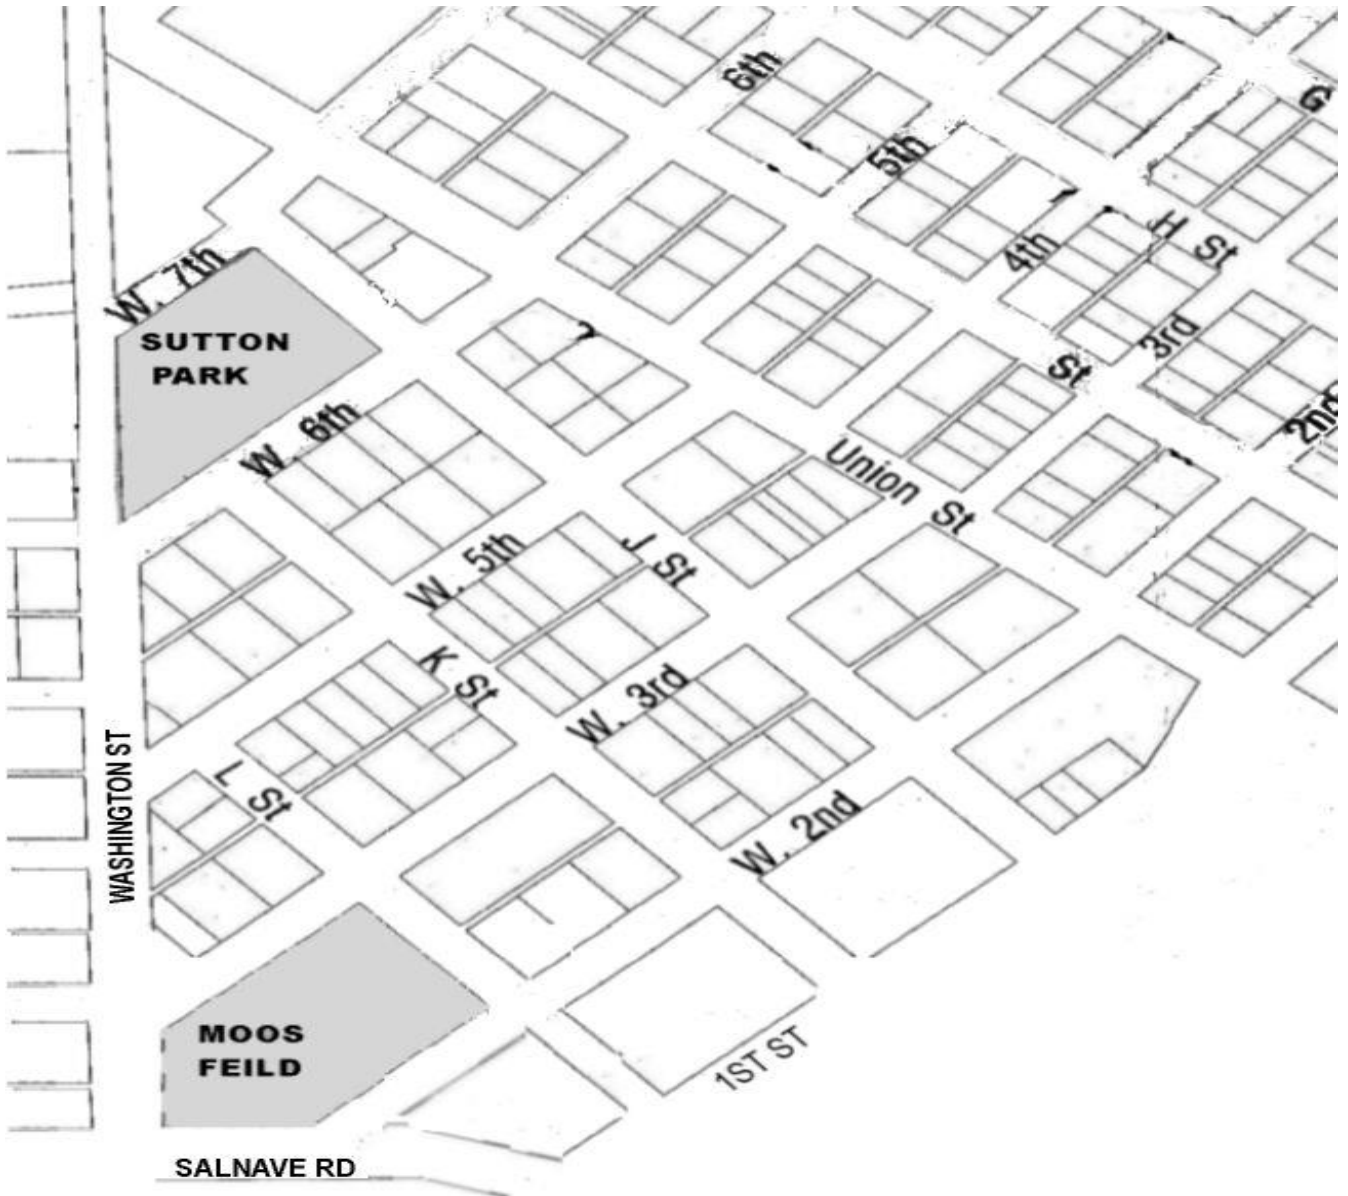 6th
G
5th
H St
4th
W. 7th
3rd
SUTTON
PARK
St
2nd
W. 6th
Union St
W. 5th
J St
K St
W. 3rd
WASHINGTON ST
L St
W. 2nd
MOOS
FEILD
1ST ST
SALNAVE RD